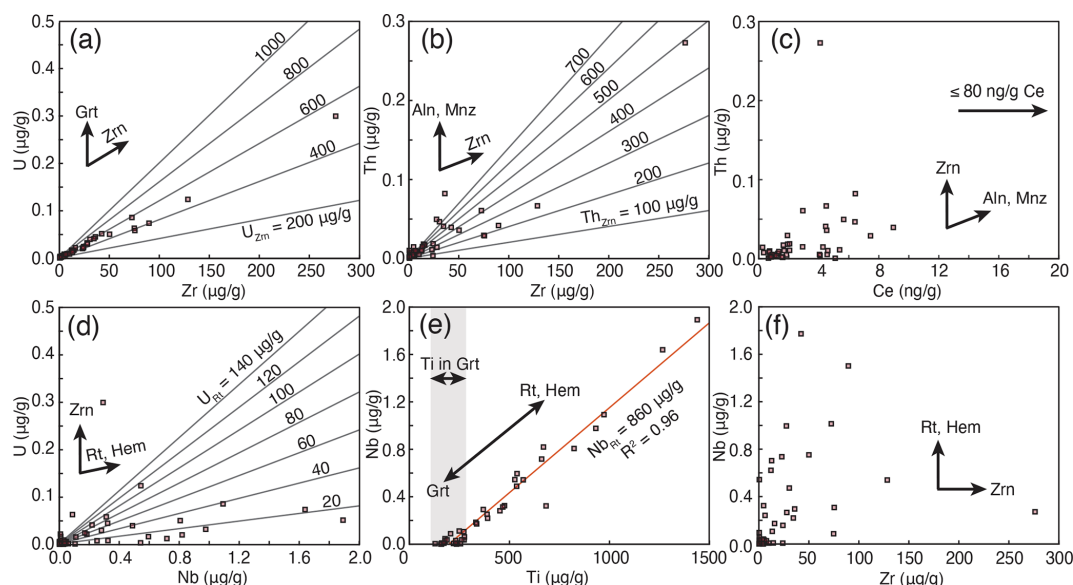 (a)
0.5
0.4
0.3
0.2
0.1
0.0
U (µg/g)
0
50
100
150
200
250
300
Zr (µg/g)
1000
800
600
400
U_Zrn = 200 µg/g
Grt
Zrn
(b)
0.3
0.2
0.1
0.0
Th (µg/g)
0
50
100
150
200
250
300
Zr (µg/g)
700
600
500
400
300
200
Th_Zrn = 100 µg/g
Aln, Mnz
Zrn
(c)
0.3
0.2
0.1
0.0
Th (µg/g)
0
4
8
12
16
20
Ce (ng/g)
≤ 80 ng/g Ce
Zrn
Aln, Mnz
(d)
0.5
0.4
0.3
0.2
0.1
0.0
U (µg/g)
0
0.4
0.8
1.2
1.6
2.0
Nb (µg/g)
U_Rt = 140 µg/g
120
100
80
60
40
20
Zrn
Rt, Hem
(e)
2.0
1.6
1.2
0.8
0.4
0.0
Nb (µg/g)
0
500
1000
1500
Ti (µg/g)
Ti in Grt
Rt, Hem
Grt
Nb_Rt = 860 µg/g
R² = 0.96
(f)
2.0
1.6
1.2
0.8
0.4
0.0
Nb (µg/g)
0
50
100
150
200
250
300
Zr (µg/g)
Rt, Hem
Zrn